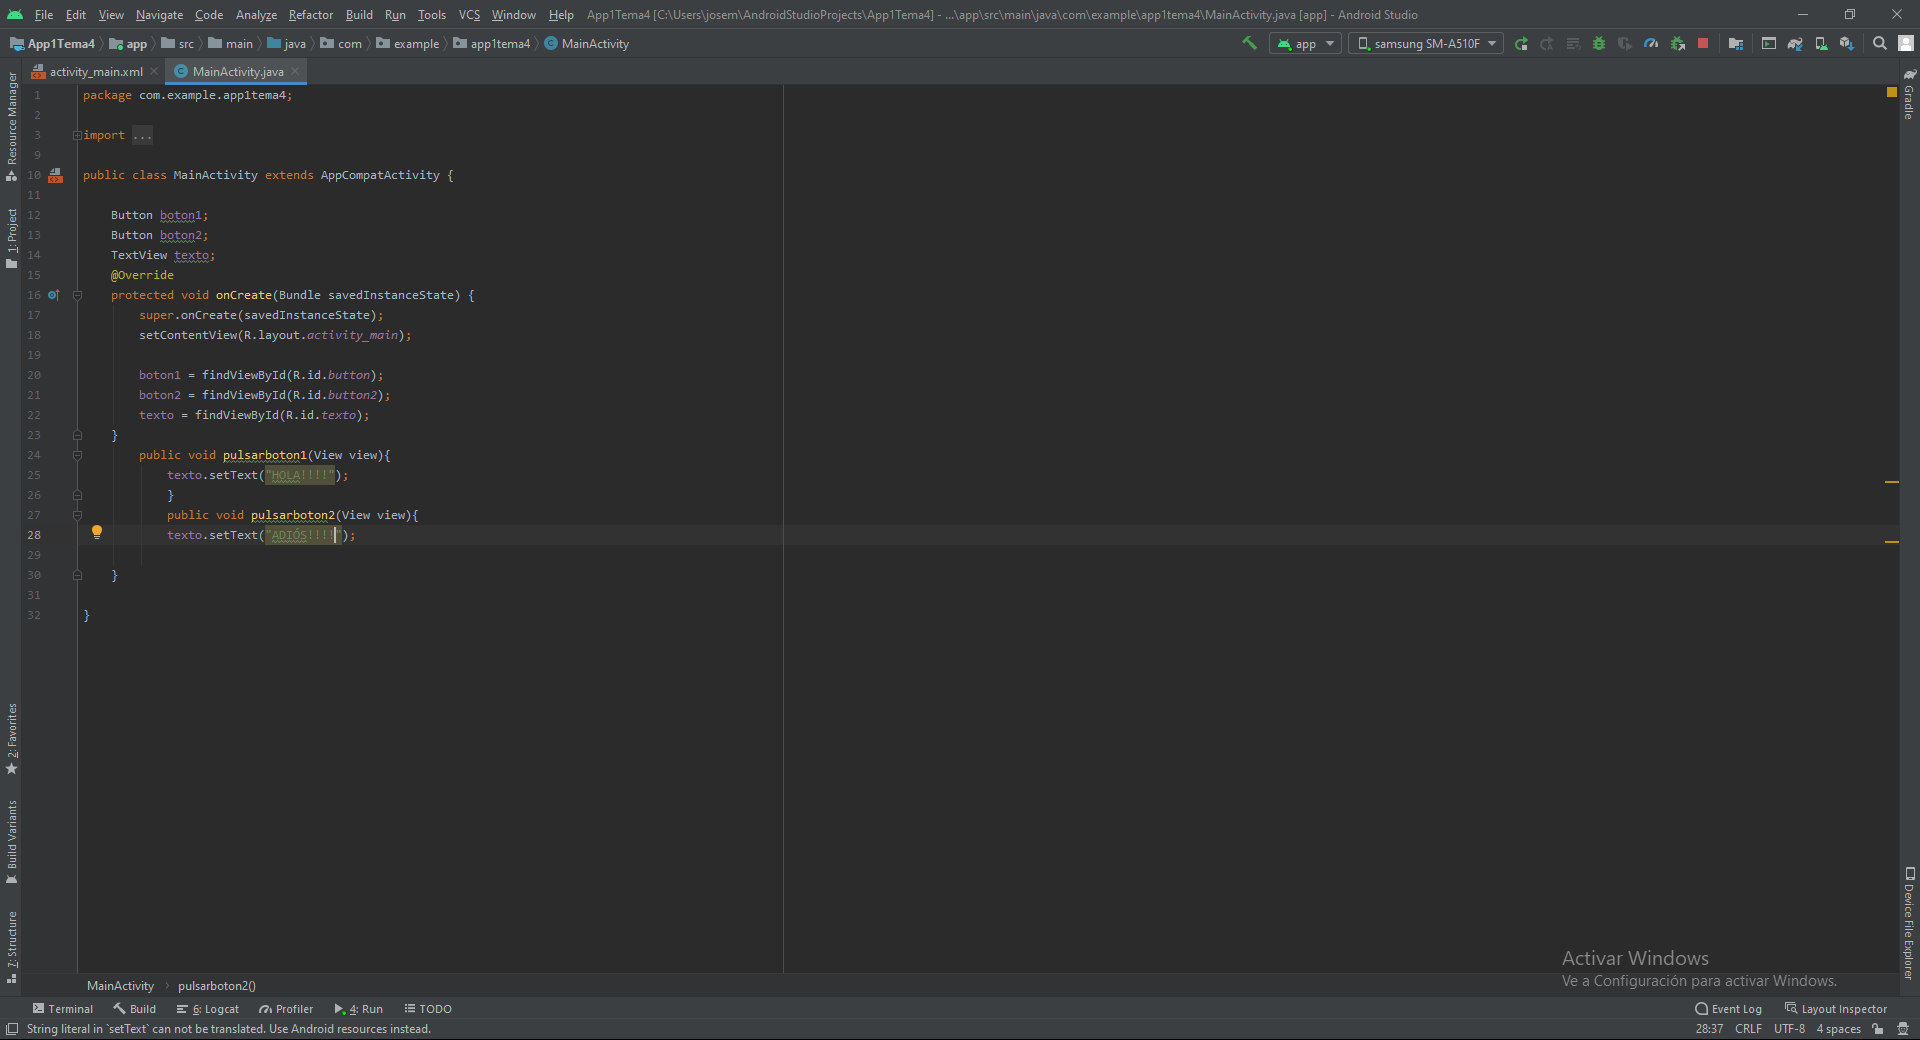 File Edit View Navigate Code Analyze Refactor Build Run Tools VCS Window Help App1Tema4 [C:\Users\josem\AndroidStudioProjects\App1Tema4] - ...\app\src\main\java\com\example\app1tema4\MainActivity.java [app] - Android Studio
App1Tema4 app src main java com example app1tema4 MainActivity app samsung SM-A510F
activity_main.xml MainActivity.java
Resource Manager
1: Project
2: Favorites
Build Variants
7: Structure
1 package com.example.app1tema4;
2
3 import ...
9
10 public class MainActivity extends AppCompatActivity {
11
12 Button boton1;
13 Button boton2;
14 TextView texto;
15 @Override
16 protected void onCreate(Bundle savedInstanceState) {
17 super.onCreate(savedInstanceState);
18 setContentView(R.layout.activity_main);
19
20 boton1 = findViewById(R.id.button);
21 boton2 = findViewById(R.id.button2);
22 texto = findViewById(R.id.texto);
23 }
24 public void pulsarboton1(View view){
25 texto.setText("HOLA!!!!");
26 }
27 public void pulsarboton2(View view){
28 texto.setText("ADIÓS!!!!");
29
30 }
31
32 }
Gradle
Device File Explorer
Activar Windows
Ve a Configuración para activar Windows.
MainActivity pulsarboton2()
Terminal Build 6: Logcat Profiler 4: Run TODO Event Log Layout Inspector
String literal in `setText` can not be translated. Use Android resources instead. 28:37 CRLF UTF-8 4 spaces